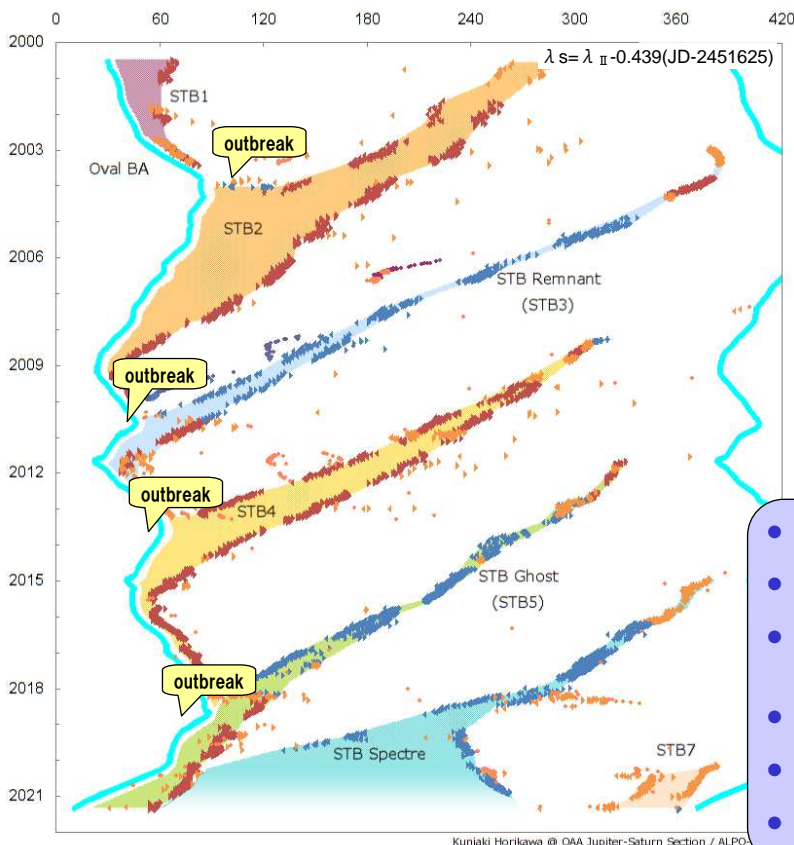 0 60 120 180 240 300 360 420
2000
λs=λⅡ-0.439(JD-2451625)
STB1
outbreak
2003
Oval BA
STB2
2006
STB Remnant
(STB3)
2009
outbreak
2012
outbreak
STB4
2015
STB Ghost
(STB5)
outbreak
2018
STB Spectre
STB7
2021
Kuniaki Horikawa @ OAA Jupiter-Saturn Section / ALPO-